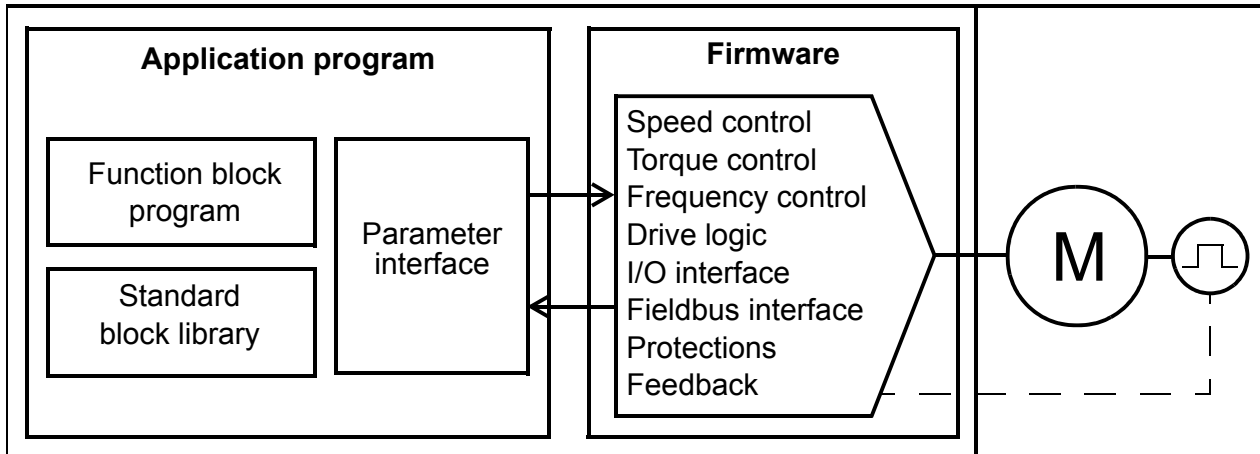 Application program
Function block
program
Standard
block library
Parameter
interface
Firmware
Speed control
Torque control
Frequency control
Drive logic
I/O interface
Fieldbus interface
Protections
Feedback
M